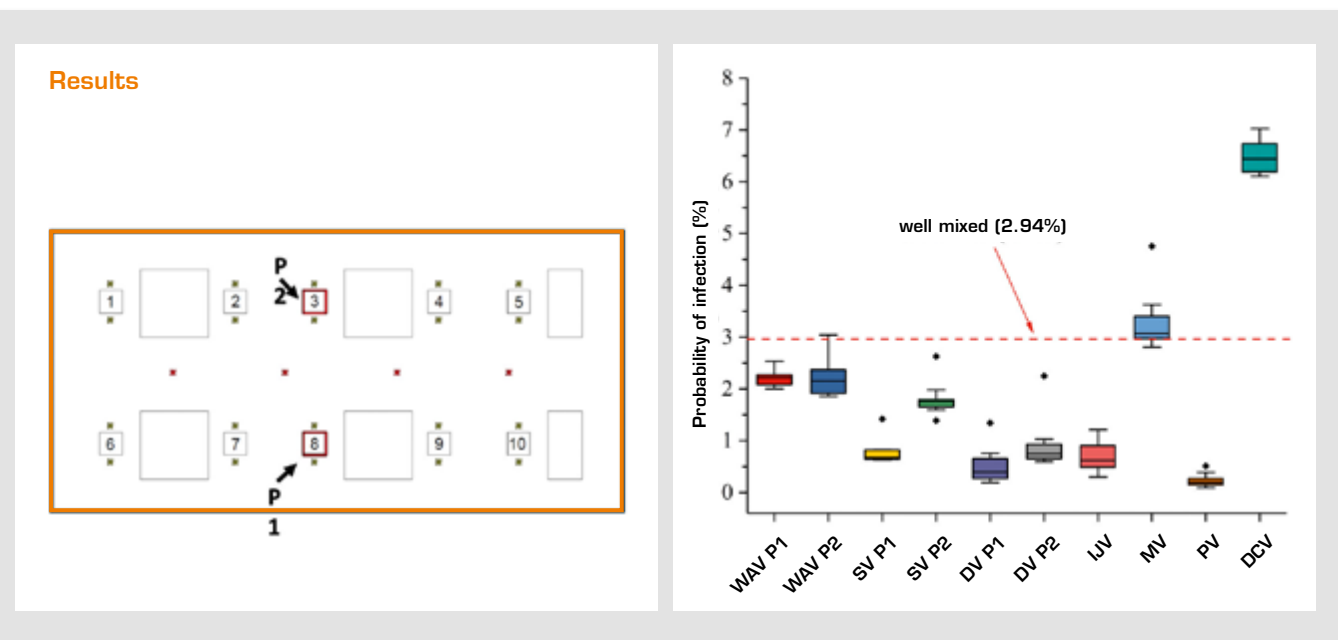 Results
P
2
1
2
3
4
5
6
7
8
9
10
P
1
8
7
6
5
4
3
2
1
0
Probability of infection (%)
well mixed (2.94%)
WAV P1
WAV P2
SV P1
SV P2
DV P1
DV P2
IJV
MV
PV
DCV